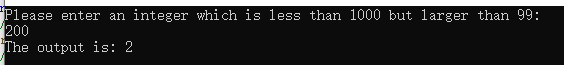 Please enter an integer which is less than 1000 but larger than 99:
200
The output is: 2